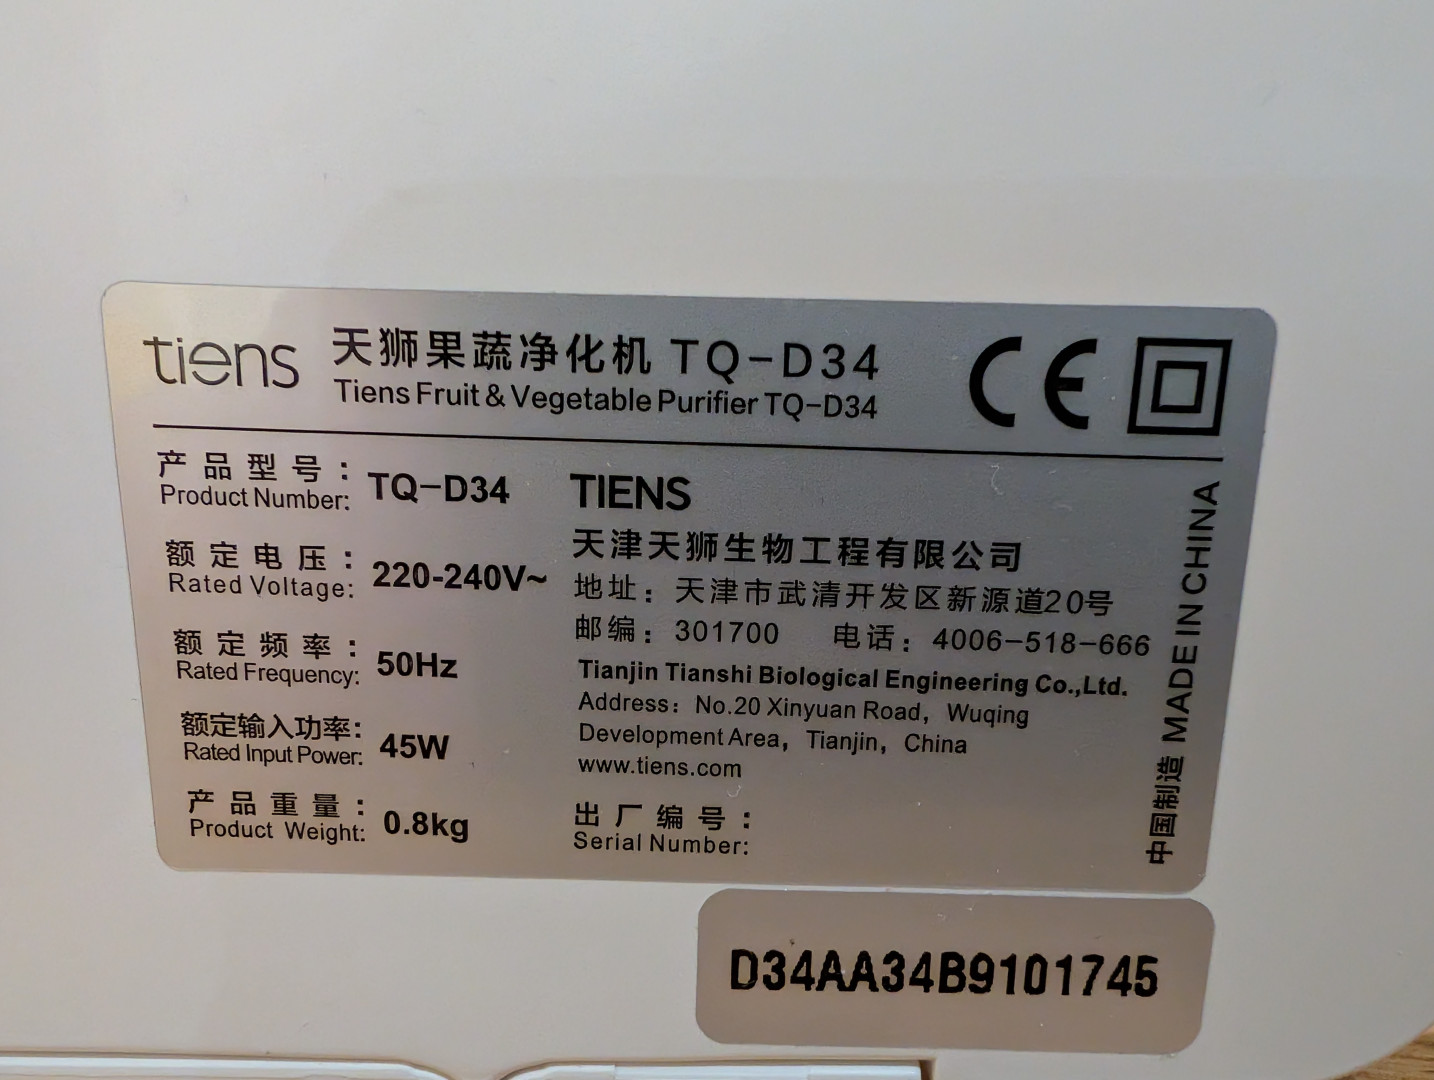 tiens 天狮果蔬净化机 TQ-D34
Tiens Fruit & Vegetable Purifier TQ-D34
CE
产品型号：
Product Number: TQ-D34
额定电压：
Rated Voltage: 220-240V~
额定频率：
Rated Frequency: 50Hz
额定输入功率：
Rated Input Power: 45W
产品重量：
Product Weight: 0.8kg
TIENS
天津天狮生物工程有限公司
地址：天津市武清开发区新源道20号
邮编：301700 电话：4006-518-666
Tianjin Tianshi Biological Engineering Co.,Ltd.
Address: No.20 Xinyuan Road, Wuqing
Development Area, Tianjin, China
www.tiens.com
出厂编号：
Serial Number:
中国制造 MADE IN CHINA
D34AA34B9101745